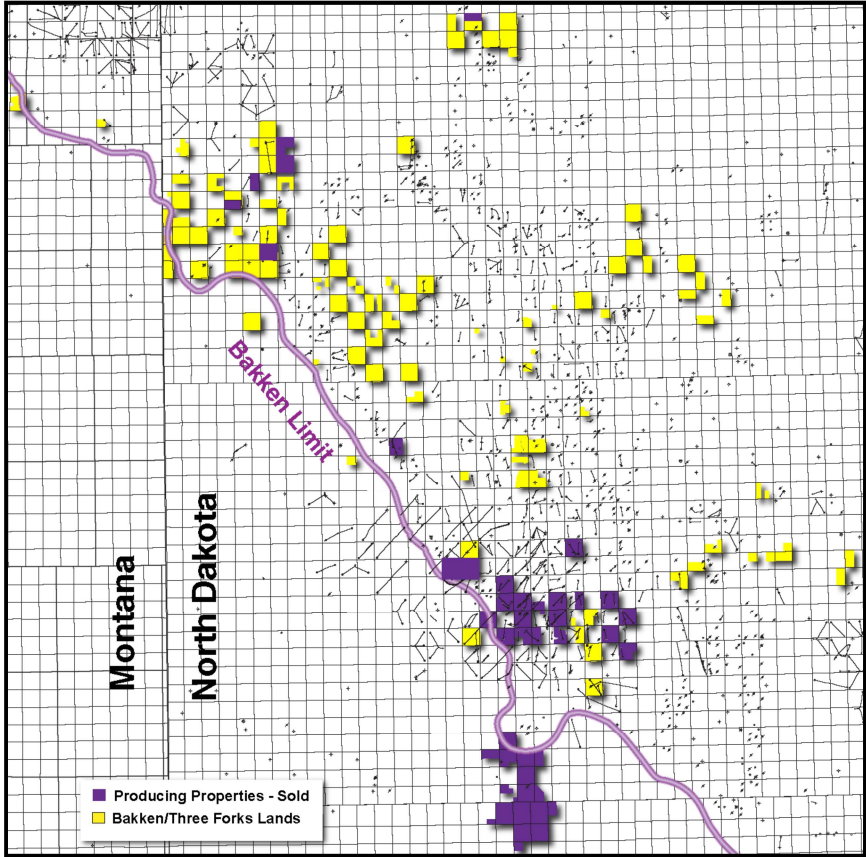 Bakken Limit
Montana
North Dakota
Producing Properties - Sold
Bakken/Three Forks Lands